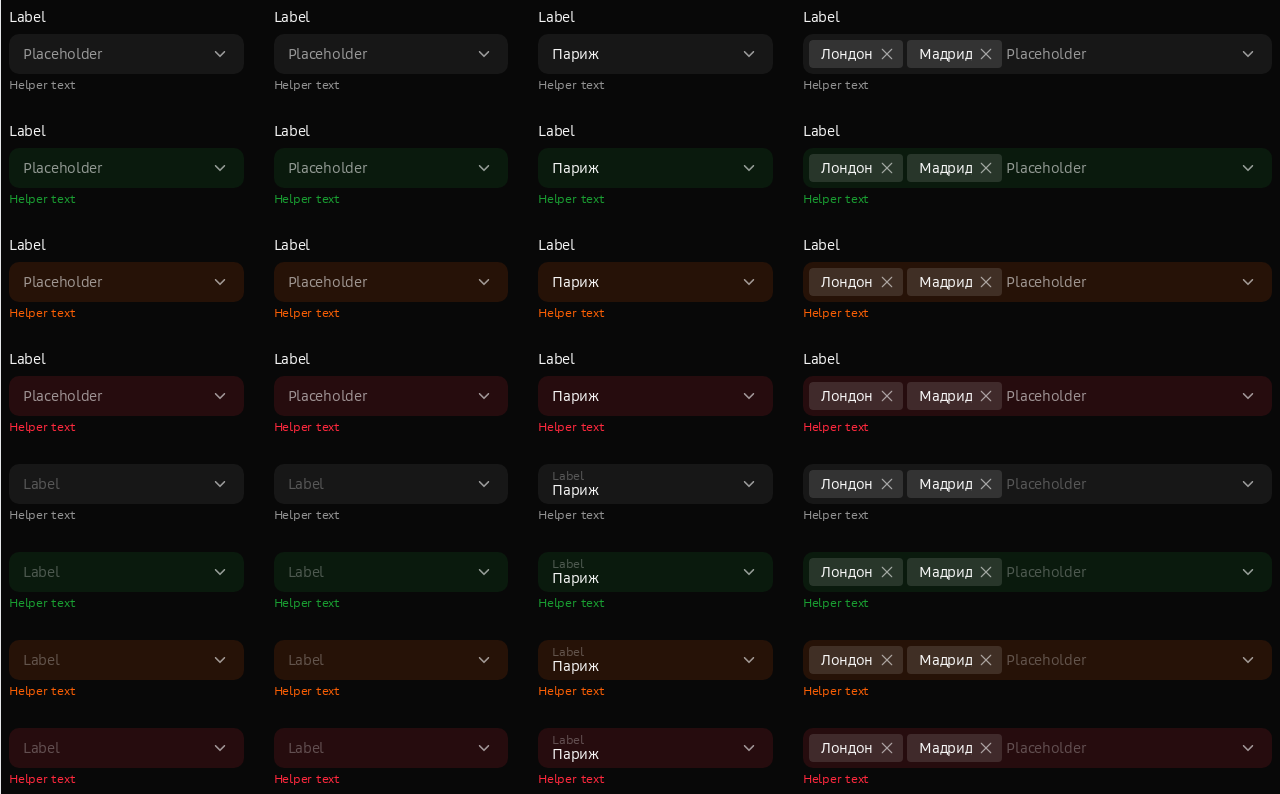 Label Label Label Label
Placeholder Placeholder Париж Лондон Мадрид Placeholder
Helper text Helper text Helper text Helper text
Label Label Label Label
Placeholder Placeholder Париж Лондон Мадрид Placeholder
Helper text Helper text Helper text Helper text
Label Label Label Label
Placeholder Placeholder Париж Лондон Мадрид Placeholder
Helper text Helper text Helper text Helper text
Label Label Label Label
Placeholder Placeholder Париж Лондон Мадрид Placeholder
Helper text Helper text Helper text Helper text
Label
Label Label Париж Лондон Мадрид Placeholder
Helper text Helper text Helper text Helper text
Label
Label Label Париж Лондон Мадрид Placeholder
Helper text Helper text Helper text Helper text
Label
Label Label Париж Лондон Мадрид Placeholder
Helper text Helper text Helper text Helper text
Label
Label Label Париж Лондон Мадрид Placeholder
Helper text Helper text Helper text Helper text